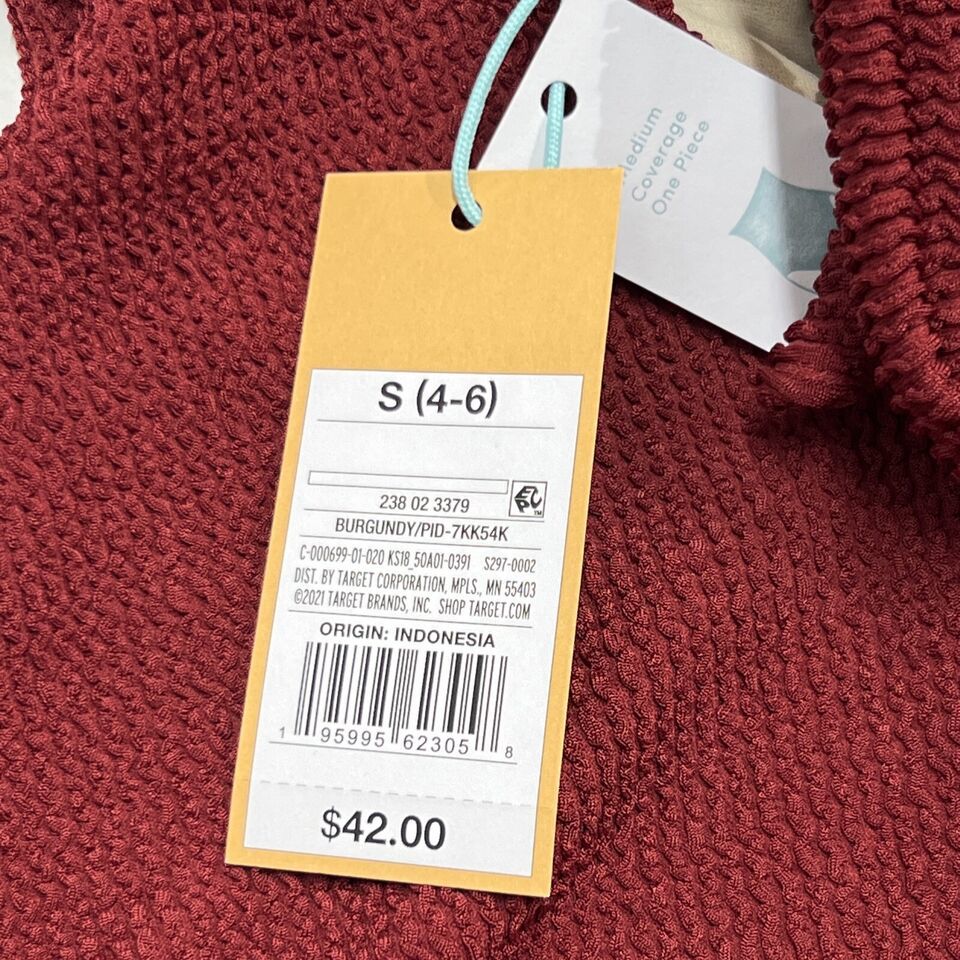 Medium
Coverage
One Piece
S (4-6)
238 02 3379
EPC™
BURGUNDY/PID-7KK54K
C-000699-01-020 KS18_50A01-0391 S297-0002
DIST. BY TARGET CORPORATION, MPLS., MN 55403
©2021 TARGET BRANDS, INC. SHOP TARGET.COM
ORIGIN: INDONESIA
1 95995 62305 8
$42.00